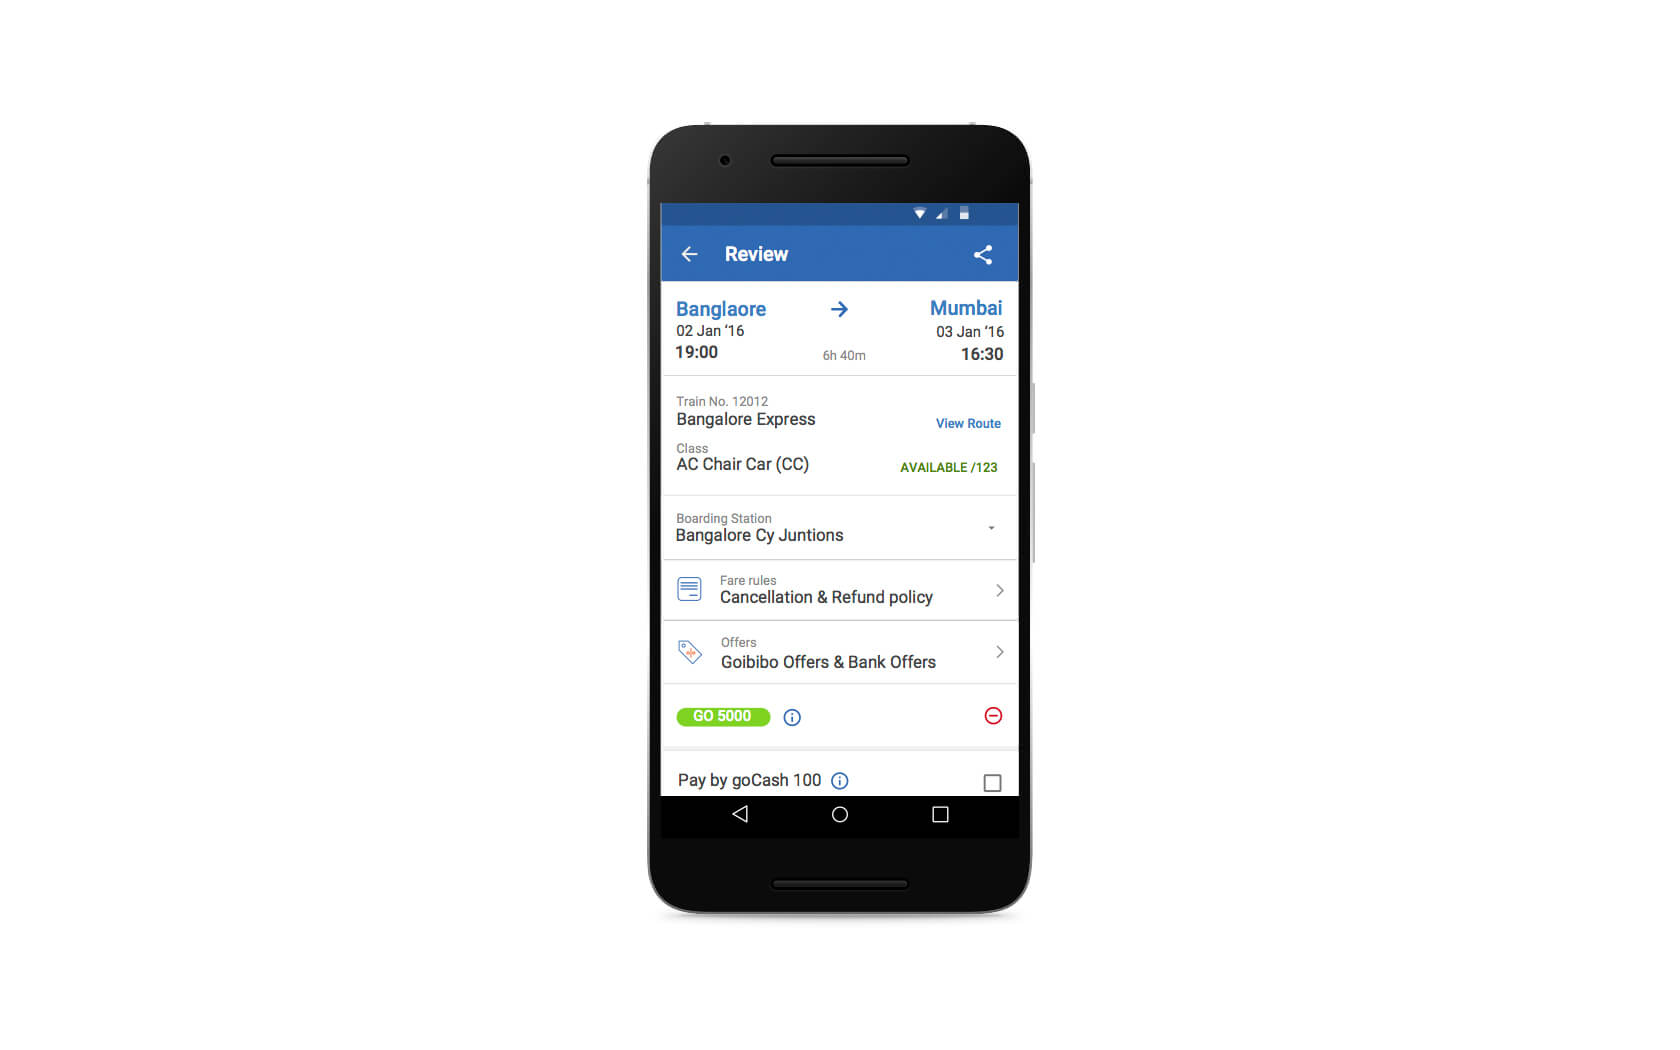 Review
Banglaore
Mumbai
02 Jan ‘16
03 Jan ‘16
19:00
6h 40m
16:30
Train No. 12012
Bangalore Express
View Route
Class
AC Chair Car (CC)
AVAILABLE /123
Boarding Station
Bangalore Cy Juntions
Fare rules
Cancellation & Refund policy
Offers
Goibibo Offers & Bank Offers
GO 5000
Pay by goCash 100